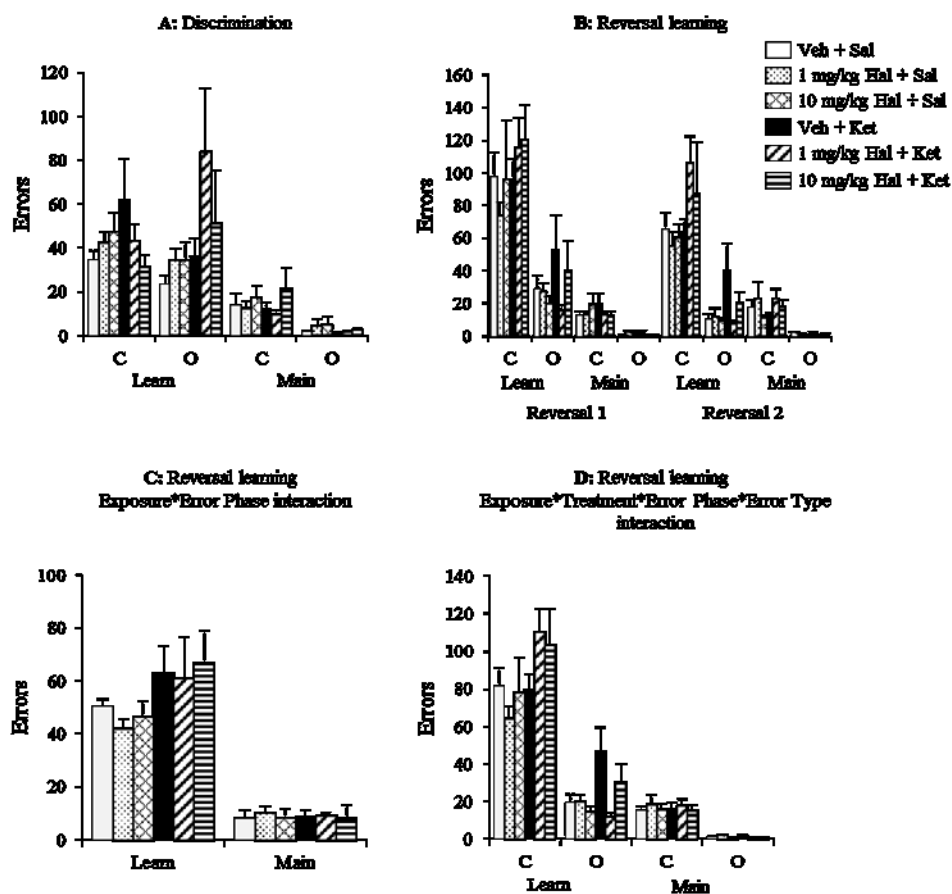 A: Discrimination
Errors
120
100
80
60
40
20
0
C
O
C
O
Learn
Main
B: Reversal learning
Veh + Sal
1 mg/kg Hal + Sal
10 mg/kg Hal + Sal
Veh + Ket
1 mg/kg Hal + Ket
10 mg/kg Hal + Ket
Errors
160
140
120
100
80
60
40
20
0
C
O
C
O
C
O
C
O
Learn
Main
Learn
Main
Reversal 1
Reversal 2
C: Reversal learning
Exposure*Error Phase interaction
Errors
100
80
60
40
20
0
Learn
Main
D: Reversal learning
Exposure*Treatment*Error Phase*Error Type
interaction
Errors
140
120
100
80
60
40
20
0
C
O
C
O
Learn
Main